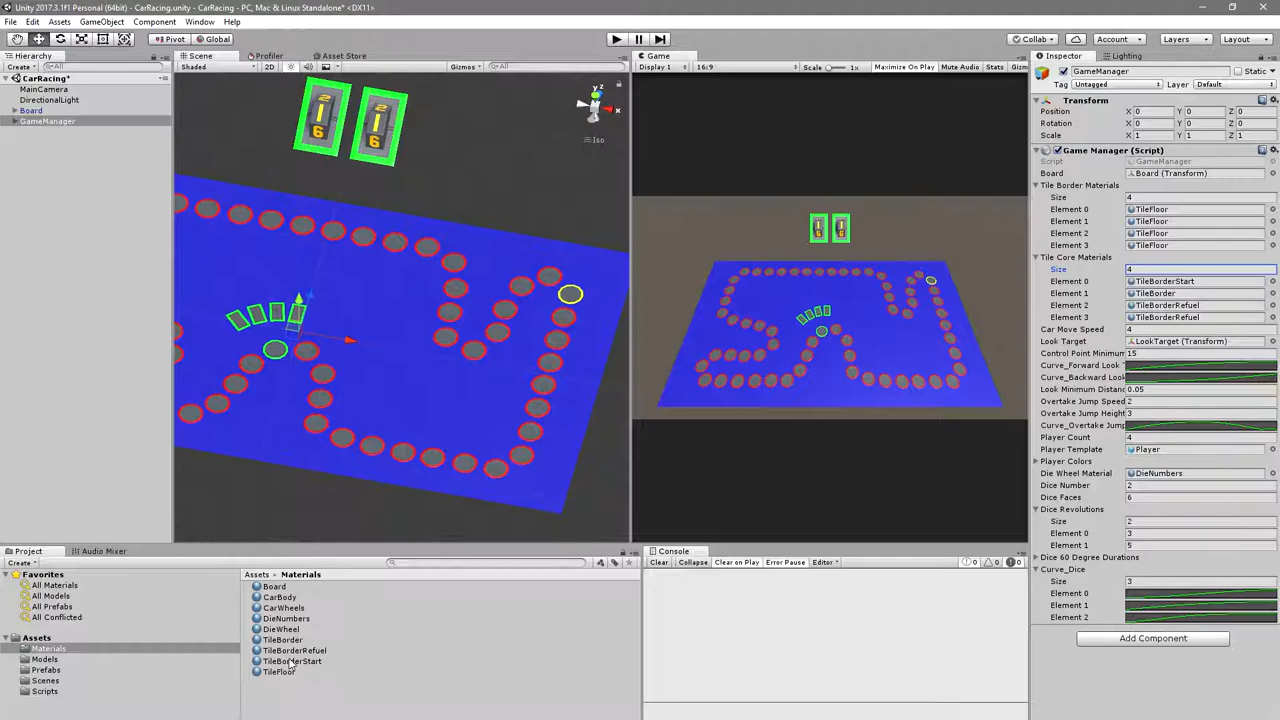 Unity 2017.3.1f1 Personal (64bit) - CarRacing.unity - CarRacing - PC, Mac & Linux Standalone* <DX11>
File Edit Assets GameObject Component Window Help
Pivot Global Collab Account Layers Layout
Hierarchy
Create All
CarRacing*
MainCamera
DirectionalLight
Board
GameManager
Scene Profiler Asset Store
Shaded 2D Gizmos All
y z
x
Iso
2 1 6
2 1 6
Game
Display 1 16:9 Scale 1x Maximize On Play Mute Audio Stats Gizm
Inspector Lighting
GameManager Static
Tag Untagged Layer Default
Transform
Position X 0 Y 0 Z 0
Rotation X 0 Y 0 Z 0
Scale X 1 Y 1 Z 1
Game Manager (Script)
Script GameManager
Board Board (Transform)
Tile Border Materials
Size 4
Element 0 TileFloor
Element 1 TileFloor
Element 2 TileFloor
Element 3 TileFloor
Tile Core Materials
Size 4
Element 0 TileBorderStart
Element 1 TileBorder
Element 2 TileBorderRefuel
Element 3 TileBorderRefuel
Car Move Speed 4
Look Target LookTarget (Transform)
Control Point Minimum 15
Curve_Forward Look
Curve_Backward Look
Look Minimum Distanc 0.05
Overtake Jump Speed 2
Overtake Jump Height 3
Curve_Overtake Jump
Player Count 4
Player Template Player
Player Colors
Die Wheel Material DieNumbers
Dice Number 2
Dice Faces 6
Dice Revolutions
Size 2
Element 0 3
Element 1 5
Dice 60 Degree Durations
Curve_Dice
Size 3
Element 0
Element 1
Element 2
Add Component
Project Audio Mixer
Create
Favorites
All Materials
All Models
All Prefabs
All Conflicted
Assets
Materials
Models
Prefabs
Scenes
Scripts
Assets Materials
Board
CarBody
CarWheels
DieNumbers
DieWheel
TileBorder
TileBorderRefuel
TileBorderStart
TileFloor
Console
Clear Collapse Clear on Play Error Pause Editor 0 0 0